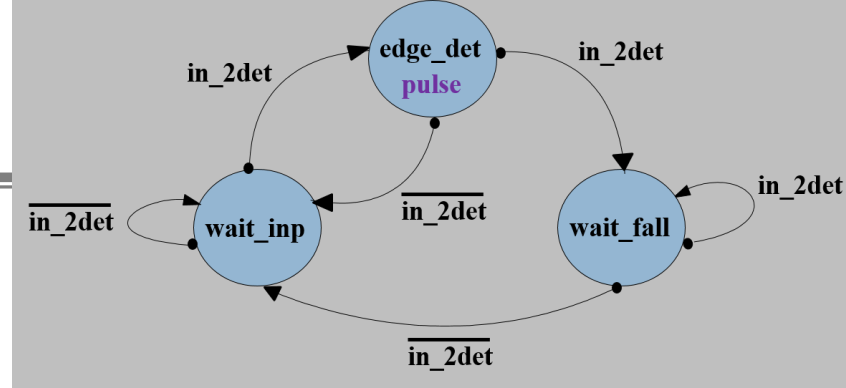 edge_det
pulse
in_2det
in_2det
in_2det
in_2det
in_2det
wait_inp
wait_fall
in_2det